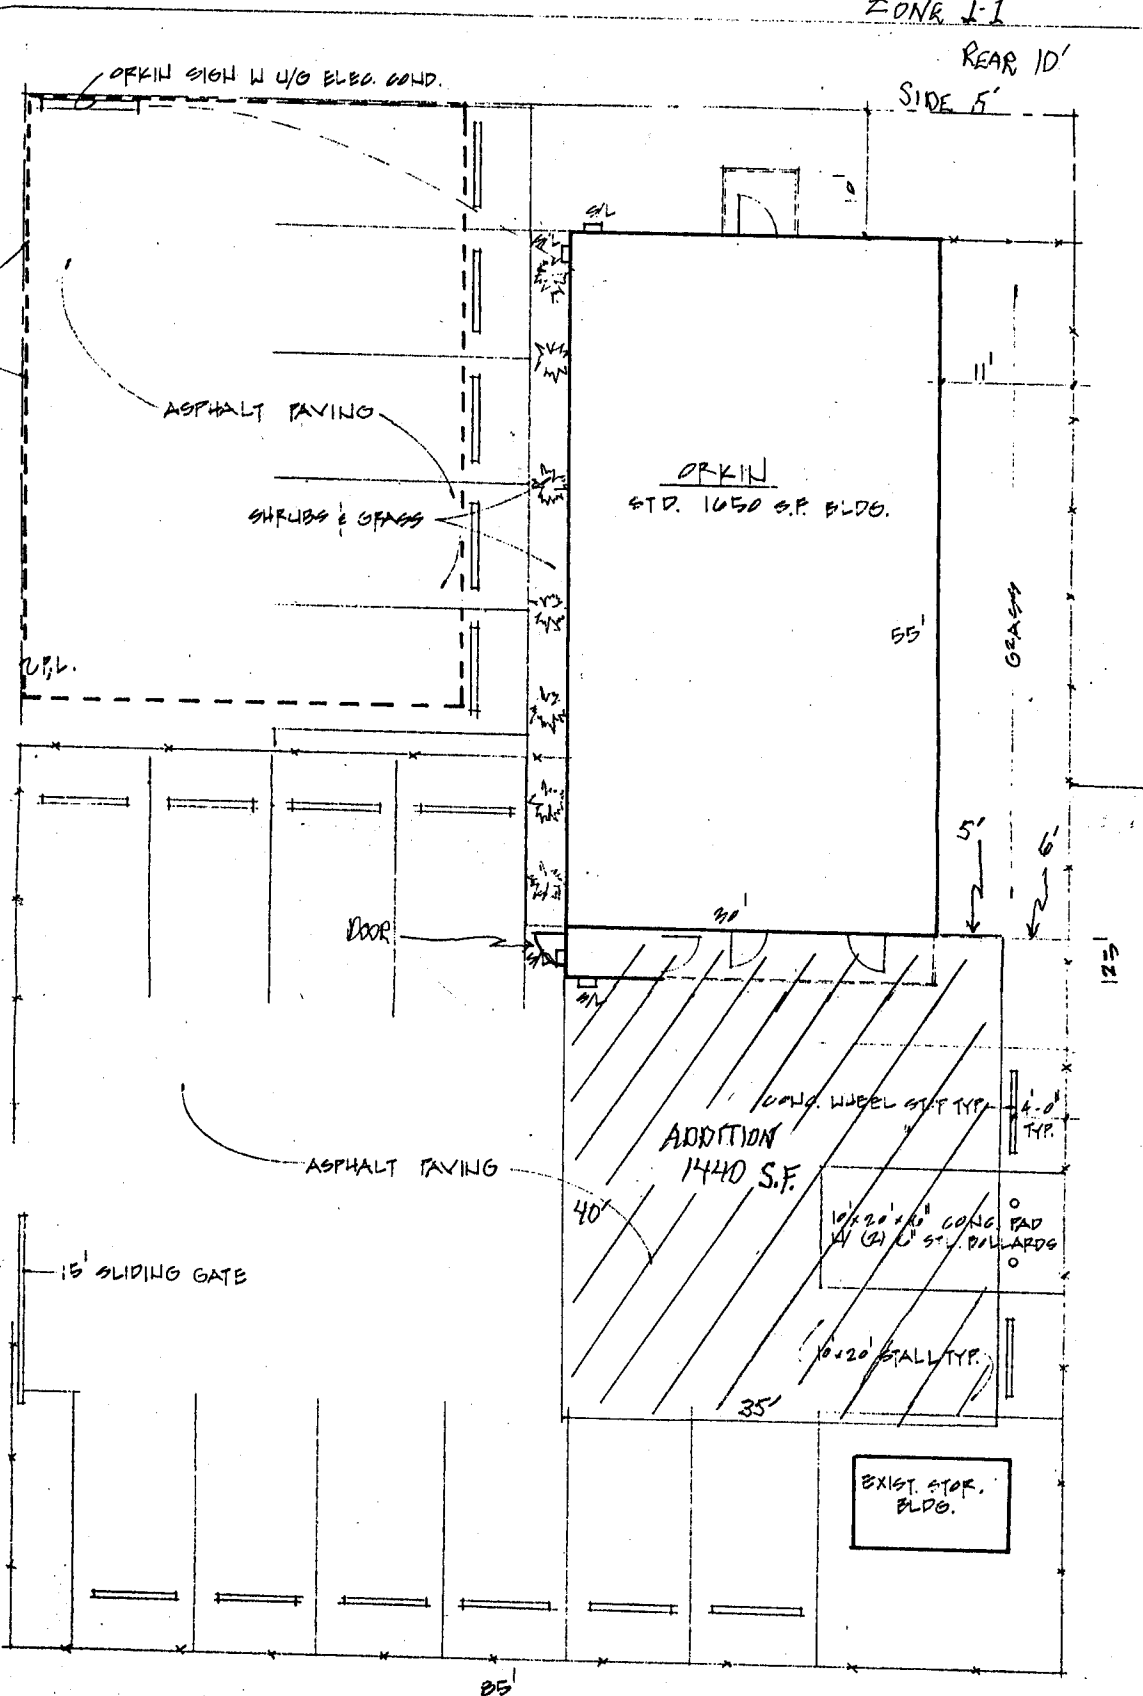 ZONE I-1
REAR 10'
SIDE 5'
ORKIN SIGN W U/G ELEC. COND.
S/L
S/L
11'
ASPHALT PAVING
ORKIN
STD. 1650 S.F. BLDG.
SHRUBS & GRASS
55'
GRASS
P.L.
5'
6'
30'
DOOR
S/L
125'
CONC. WHEEL STP TYP.
4'-0"
TYP.
ADDITION
1440 S.F.
ASPHALT PAVING
40'
10'x20'x6" CONC. PAD
W/ (2) 6" STL. BOLLARDS
15' SLIDING GATE
10'x20' STALL TYP.
35'
EXIST. STOR.
BLDG.
85'